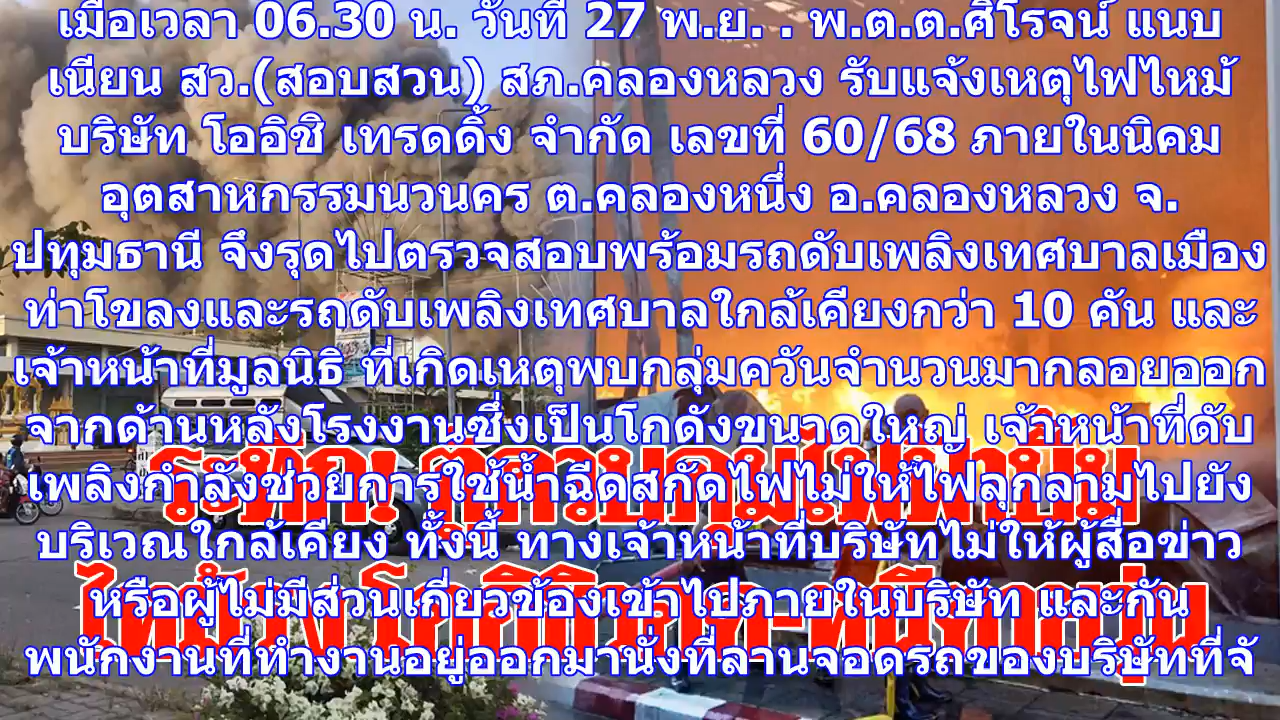 เมื่อเวลา 06.30 น. วันที่ 27 พ.ย. . พ.ต.ต.ศิโรจน์ แนบ
เนียน สว.(สอบสวน) สภ.คลองหลวง รับแจ้งเหตุไฟไหม้
บริษัท โออิชิ เทรดดิ้ง จำกัด เลขที่ 60/68 ภายในนิคม
อุตสาหกรรมนวนคร ต.คลองหนึ่ง อ.คลองหลวง จ.
ปทุมธานี จึงรุดไปตรวจสอบพร้อมรถดับเพลิงเทศบาลเมือง
ท่าโขลงและรถดับเพลิงเทศบาลใกล้เคียงกว่า 10 คัน และ
เจ้าหน้าที่มูลนิธิ ที่เกิดเหตุพบกลุ่มควันจำนวนมากลอยออก
จากด้านหลังโรงงานซึ่งเป็นโกดังขนาดใหญ่ เจ้าหน้าที่ดับ
เพลิงกำลังช่วยการใช้น้ำฉีดสกัดไฟไม่ให้ไฟลุกลามไปยัง
บริเวณใกล้เคียง ทั้งนี้ ทางเจ้าหน้าที่บริษัทไม่ให้ผู้สื่อข่าว
หรือผู้ไม่มีส่วนเกี่ยวข้องเข้าไปภายในบริษัท และกัน
พนักงานที่ทำงานอยู่ออกมานั่งที่ลานจอดรถของบริษัทที่จั
ระทึก! ตู้ควบคุมไฟฟ้าปั๊ม